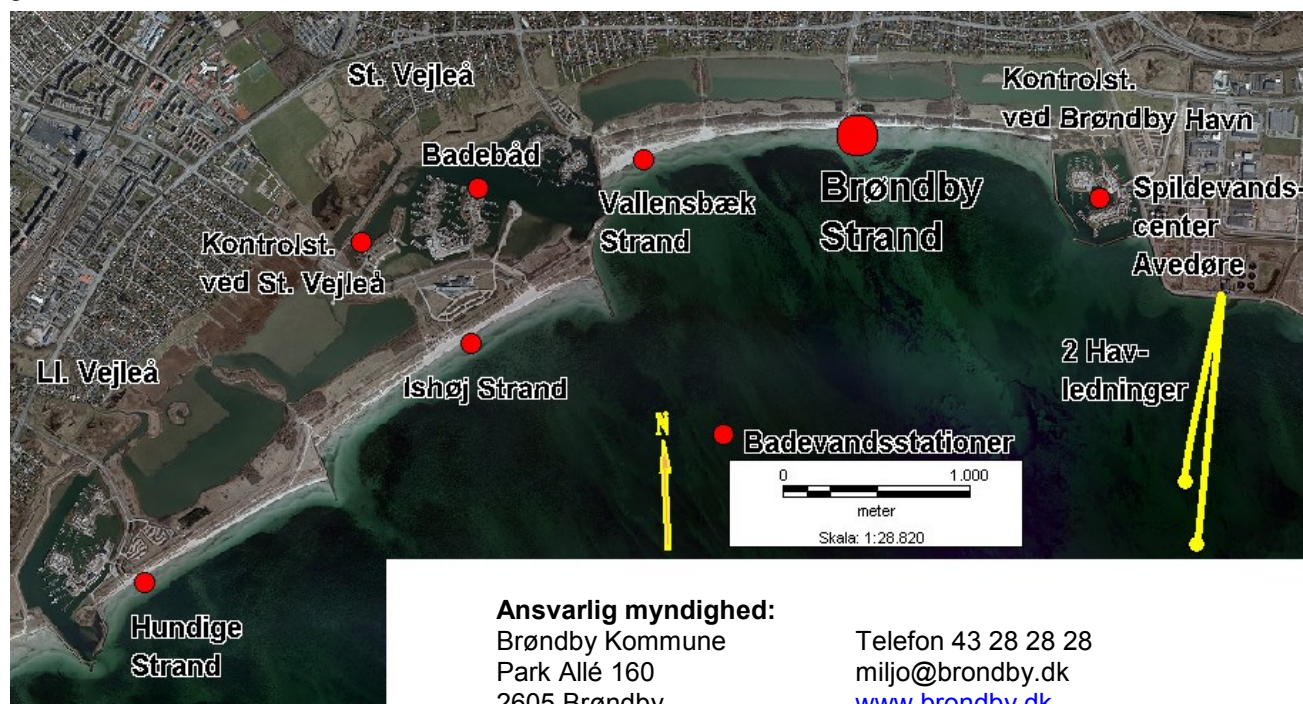 St. Vejleå
Kontrolst.
ved Brøndby Havn
Badebåd
Vallensbæk
Strand
Brøndby
Strand
Spildevands-
center
Avedøre
Kontrolst.
ved St. Vejleå
Ll. Vejleå
Ishøj Strand
2 Hav-
ledninger
N
Badevandsstationer
0 1.000
meter
Skala: 1:28.820
Hundige
Strand
Ansvarlig myndighed:
Brøndby Kommune Telefon 43 28 28 28
Park Allé 160 miljo@brondby.dk
2605 Brøndby www.brondby.dk